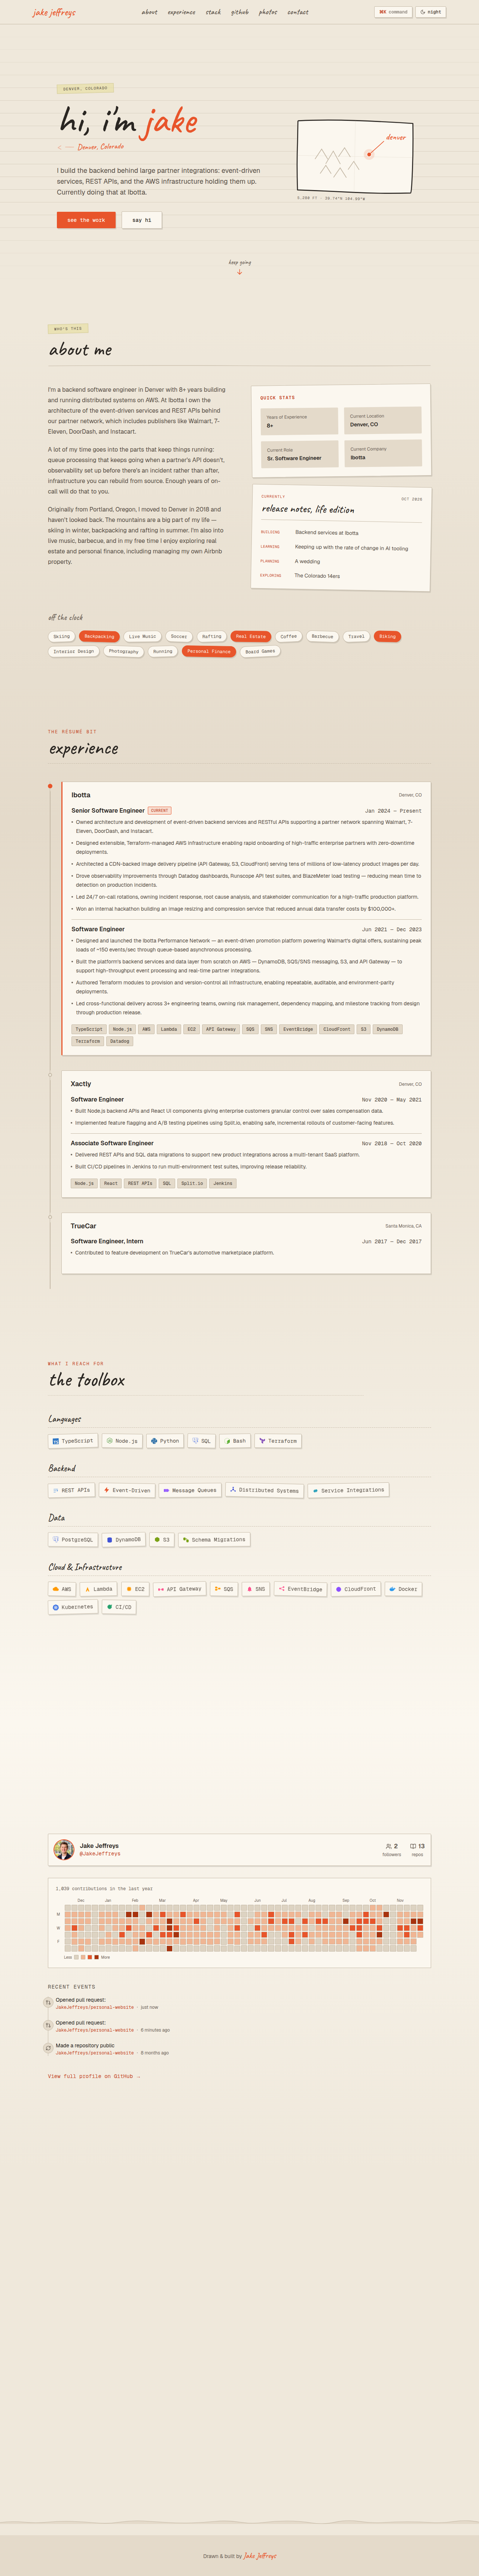 jake jeffreys
about experience stack github photos contact
⌘K command
night
DENVER, COLORADO
hi, i'm jake
Denver, Colorado
I build the backend behind large partner integrations: event-driven
services, REST APIs, and the AWS infrastructure holding them up.
Currently doing that at Ibotta.
see the work
say hi
denver
keep going
WHO'S THIS
about me
I'm a backend software engineer in Denver with 8+ years building
and running distributed systems on AWS. At Ibotta I own the
architecture of the event-driven services and REST APIs behind
our partner network, which includes publishers like Walmart, 7-
Eleven, DoorDash, and Instacart.
A lot of my time goes into the parts that keep things running:
queue processing that keeps going when a partner's API doesn't,
observability set up before there's an incident rather than after,
infrastructure you can rebuild from source. Enough years of on-
call will do that to you.
Originally from Portland, Oregon, I moved to Denver in 2018 and
haven't looked back. The mountains are a big part of my life —
skiing in winter, backpacking and rafting in summer. I'm also into
live music, barbecue, and in my free time I enjoy exploring real
estate and personal finance, including managing my own Airbnb
property.
QUICK STATS
Years of Experience
8+
Current Location
Denver, CO
Current Role
Sr. Software Engineer
Current Company
Ibotta
CURRENTLY
release notes, life edition
BUILDING Backend services at Ibotta
LEARNING Keeping up with the rate of change in AI tooling
PLANNING A wedding
EXPLORING The Colorado 14ers
off the clock
Skiing Backpacking Live Music Soccer Rafting Real Estate Coffee Barbecue Travel Biking
Interior Design Photography Running Personal Finance Board Games
THE RÉSUMÉ BIT
experience
Ibotta
Denver, CO
Senior Software Engineer CURRENT
Jan 2024 — Present
• Owned architecture and development of event-driven backend services and RESTful APIs supporting a partner network spanning Walmart, 7-
Eleven, DoorDash, and Instacart.
• Designed extensible, Terraform-managed AWS infrastructure enabling rapid onboarding of high-traffic enterprise partners with zero-downtime
deployments.
• Architected a CDN-backed image delivery pipeline (API Gateway, S3, CloudFront) serving tens of millions of low-latency product images per day.
• Drove observability improvements through Datadog dashboards, Runscope API test suites, and BlazeMeter load testing — reducing mean time to
detection on production incidents.
• Led 24/7 on-call rotations, owning incident response, root cause analysis, and stakeholder communication for a high-traffic production platform.
• Won an internal hackathon building an image resizing and compression service that reduced annual data transfer costs by $100,000+.
Software Engineer
Jun 2021 — Dec 2023
• Designed and launched the Ibotta Performance Network — an event-driven promotion platform powering Walmart's digital offers, sustaining peak
loads of ~150 events/sec through queue-based asynchronous processing.
• Built the platform's backend services and data layer from scratch on AWS — DynamoDB, SQS/SNS messaging, S3, and API Gateway — to
support high-throughput event processing and real-time partner integrations.
• Authored Terraform modules to provision and version-control all infrastructure, enabling repeatable, auditable, and environment-parity
deployments.
• Led cross-functional delivery across 3+ engineering teams, owning risk management, dependency mapping, and milestone tracking from design
through production release.
TypeScript Node.js AWS Lambda EC2 API Gateway SQS SNS EventBridge CloudFront S3 DynamoDB
Terraform Datadog
Xactly
Denver, CO
Software Engineer
Nov 2020 — May 2021
• Built Node.js backend APIs and React UI components giving enterprise customers granular control over sales compensation data.
• Implemented feature flagging and A/B testing pipelines using Split.io, enabling safe, incremental rollouts of customer-facing features.
Associate Software Engineer
Nov 2018 — Oct 2020
• Delivered REST APIs and SQL data migrations to support new product integrations across a multi-tenant SaaS platform.
• Built CI/CD pipelines in Jenkins to run multi-environment test suites, improving release reliability.
Node.js React REST APIs SQL Split.io Jenkins
TrueCar
Santa Monica, CA
Software Engineer, Intern
Jun 2017 — Dec 2017
• Contributed to feature development on TrueCar's automotive marketplace platform.
WHAT I REACH FOR
the toolbox
Languages
TypeScript Node.js Python SQL Bash Terraform
Backend
REST APIs Event-Driven Message Queues Distributed Systems Service Integrations
Data
PostgreSQL DynamoDB S3 Schema Migrations
Cloud & Infrastructure
AWS Lambda EC2 API Gateway SQS SNS EventBridge CloudFront Docker
Kubernetes CI/CD
Jake Jeffreys
@JakeJeffreys
2
followers
13
repos
1,039 contributions in the last year
Dec Jan Feb Mar Apr May Jun Jul Aug Sep Oct Nov
M
W
F
Less More
RECENT EVENTS
Opened pull request:
JakeJeffreys/personal-website · just now
Opened pull request:
JakeJeffreys/personal-website · 8 minutes ago
Made a repository public
JakeJeffreys/personal-website · 8 months ago
View full profile on GitHub →
Drawn & built by Jake Jeffreys